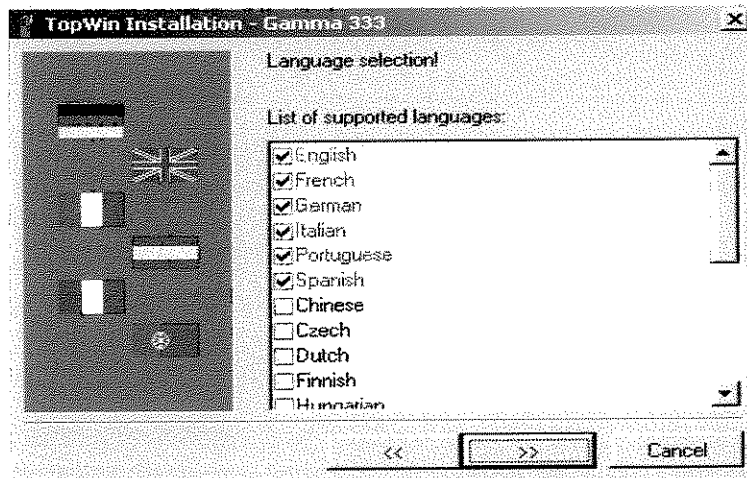 TopWin Installation - Gamma 333
Language selection!
List of supported languages:
English
French
German
Italian
Portuguese
Spanish
Chinese
Czech
Dutch
Finnish
Hungarian
<< >> Cancel